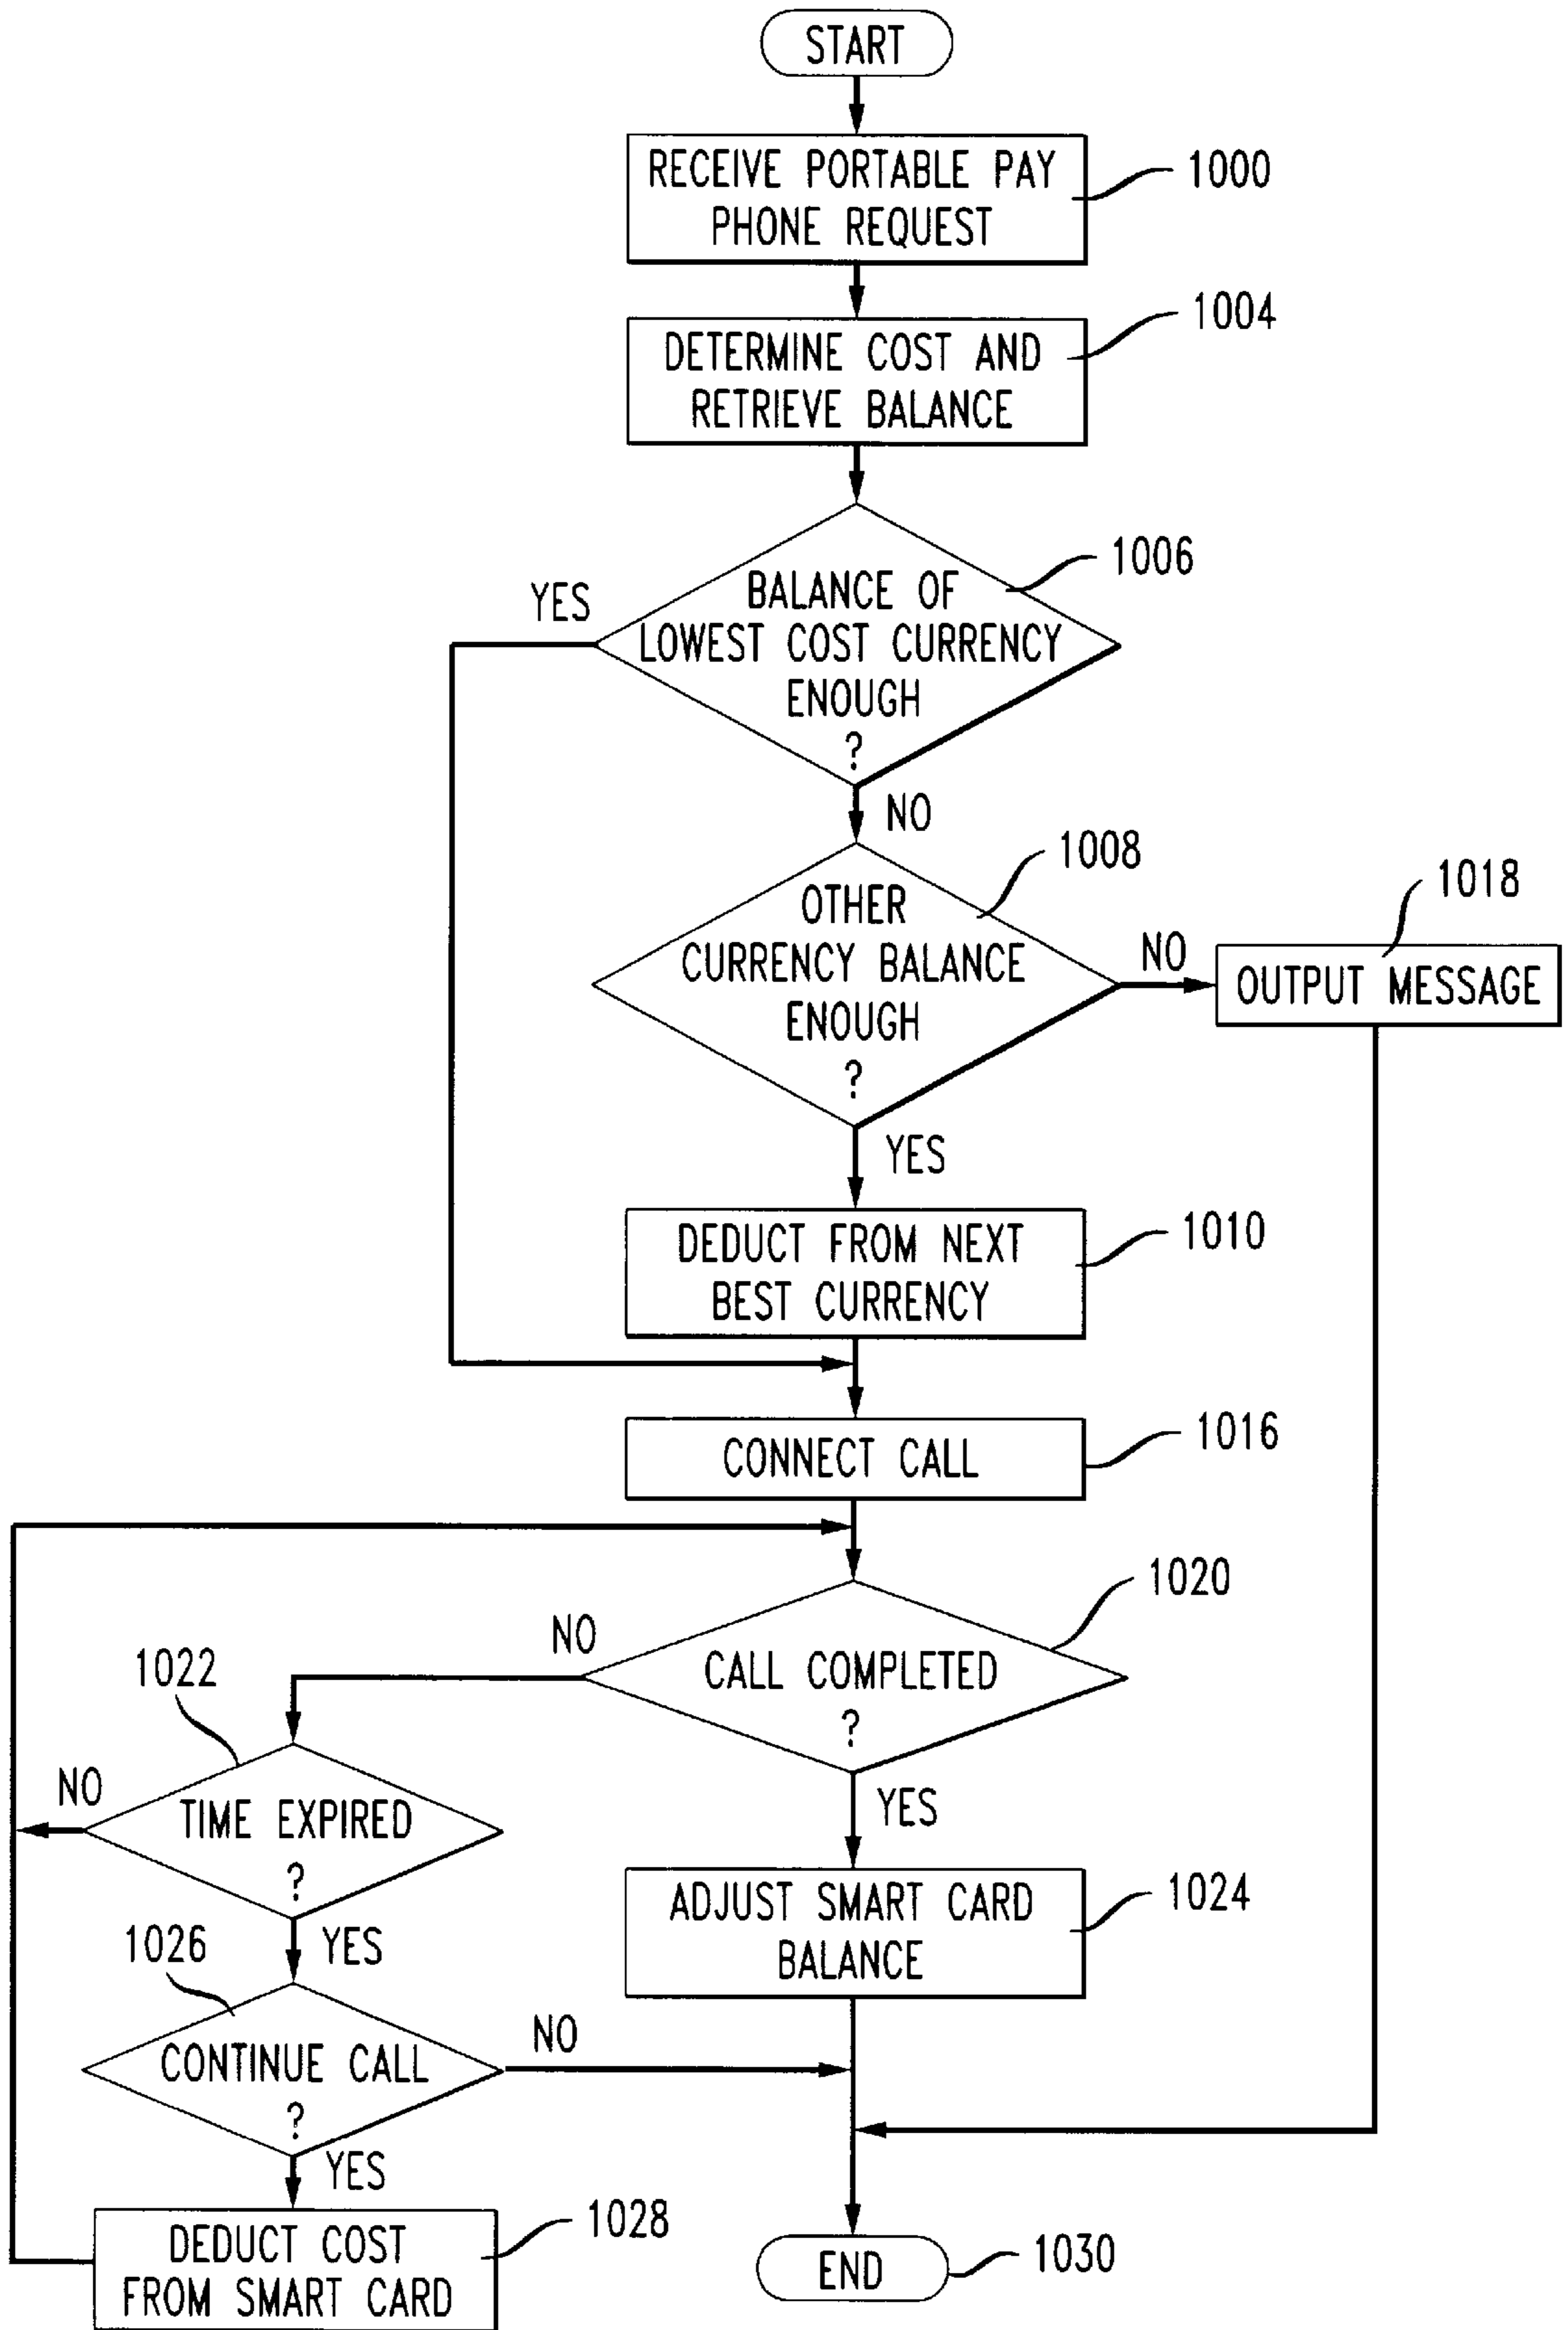 START
RECEIVE PORTABLE PAY
PHONE REQUEST
1000
DETERMINE COST AND
RETRIEVE BALANCE
1004
BALANCE OF
LOWEST COST CURRENCY
ENOUGH
?
1006
YES
NO
OTHER
CURRENCY BALANCE
ENOUGH
?
1008
NO
OUTPUT MESSAGE
1018
YES
DEDUCT FROM NEXT
BEST CURRENCY
1010
CONNECT CALL
1016
CALL COMPLETED
?
1020
NO
YES
TIME EXPIRED
?
1022
NO
YES
ADJUST SMART CARD
BALANCE
1024
CONTINUE CALL
?
1026
NO
YES
DEDUCT COST
FROM SMART CARD
1028
END
1030